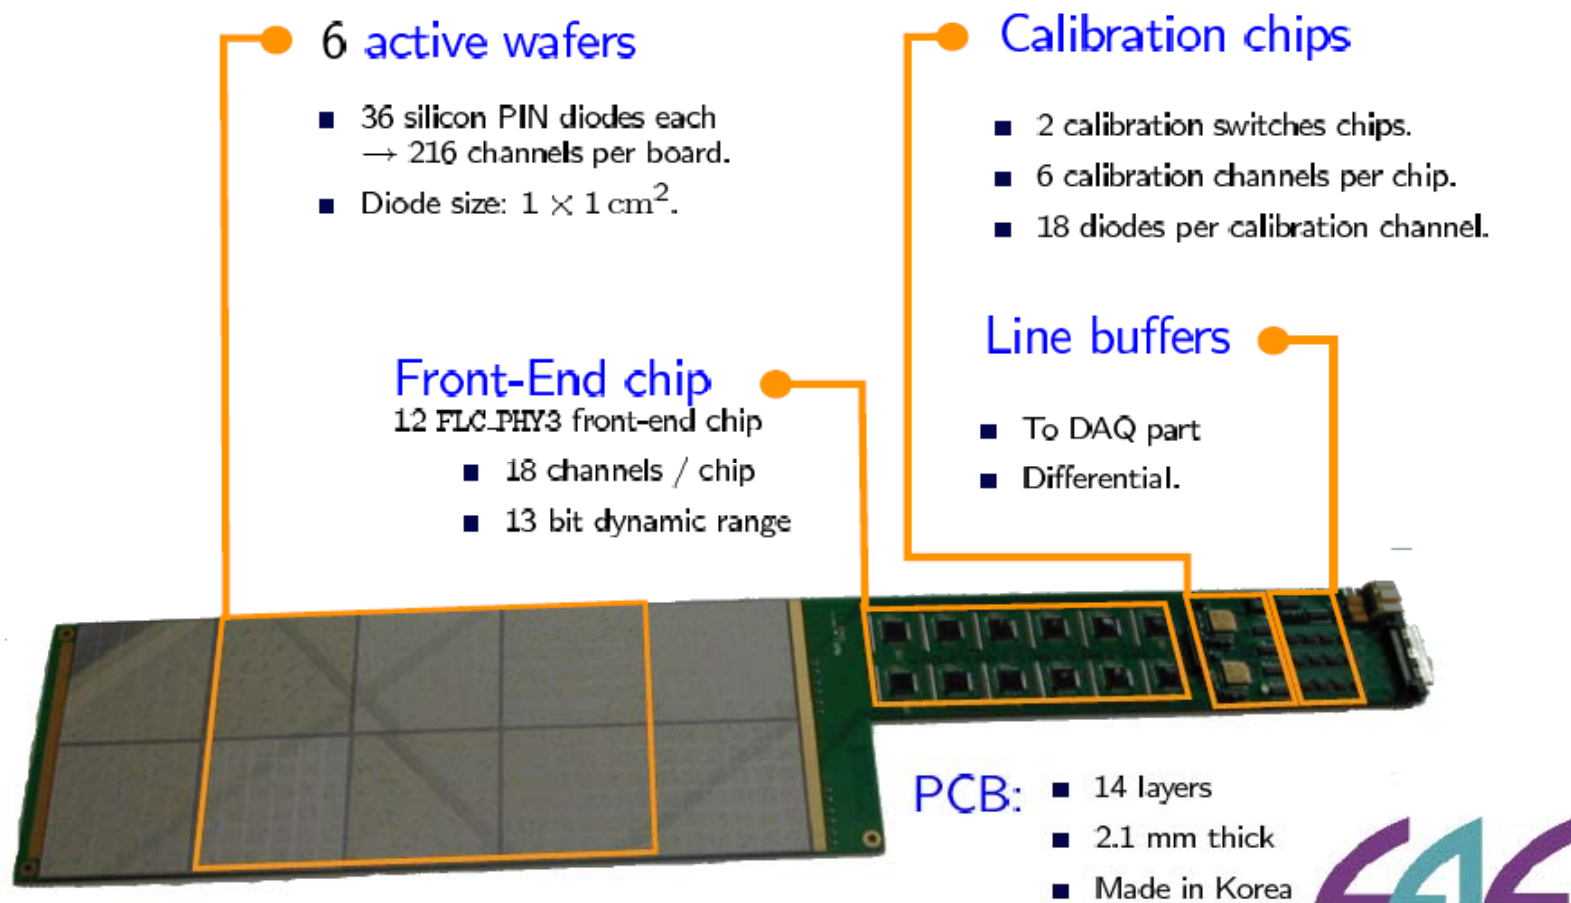 6 active wafers
36 silicon PIN diodes each
→ 216 channels per board.
Diode size: 1 × 1 cm².
Calibration chips
2 calibration switches chips.
6 calibration channels per chip.
18 diodes per calibration channel.
Front-End chip
12 FLC_PHY3 front-end chip
18 channels / chip
13 bit dynamic range
Line buffers
To DAQ part
Differential.
PCB:
14 layers
2.1 mm thick
Made in Korea